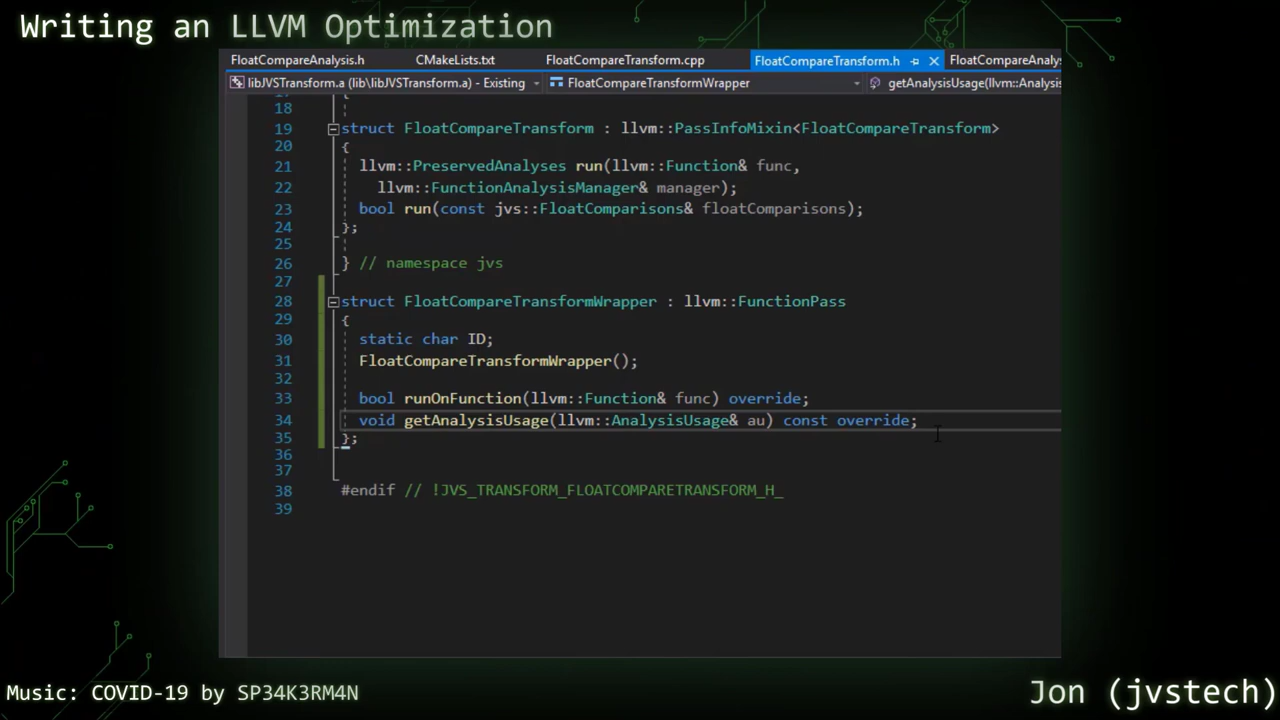 Writing an LLVM Optimization
FloatCompareAnalysis.h CMakeLists.txt FloatCompareTransform.cpp FloatCompareTransform.h FloatCompareAnalys
libJVSTransform.a (lib\libJVSTransform.a) - Existing FloatCompareTransformWrapper getAnalysisUsage(llvm::Analysis
18
19 struct FloatCompareTransform : llvm::PassInfoMixin<FloatCompareTransform>
20 {
21 llvm::PreservedAnalyses run(llvm::Function& func,
22 llvm::FunctionAnalysisManager& manager);
23 bool run(const jvs::FloatComparisons& floatComparisons);
24 };
25
26 } // namespace jvs
27
28 struct FloatCompareTransformWrapper : llvm::FunctionPass
29 {
30 static char ID;
31 FloatCompareTransformWrapper();
32
33 bool runOnFunction(llvm::Function& func) override;
34 void getAnalysisUsage(llvm::AnalysisUsage& au) const override;
35 };
36
37
38 #endif // !JVS_TRANSFORM_FLOATCOMPARETRANSFORM_H_
39
Music: COVID-19 by SP34K3RM4N
Jon (jvstech)